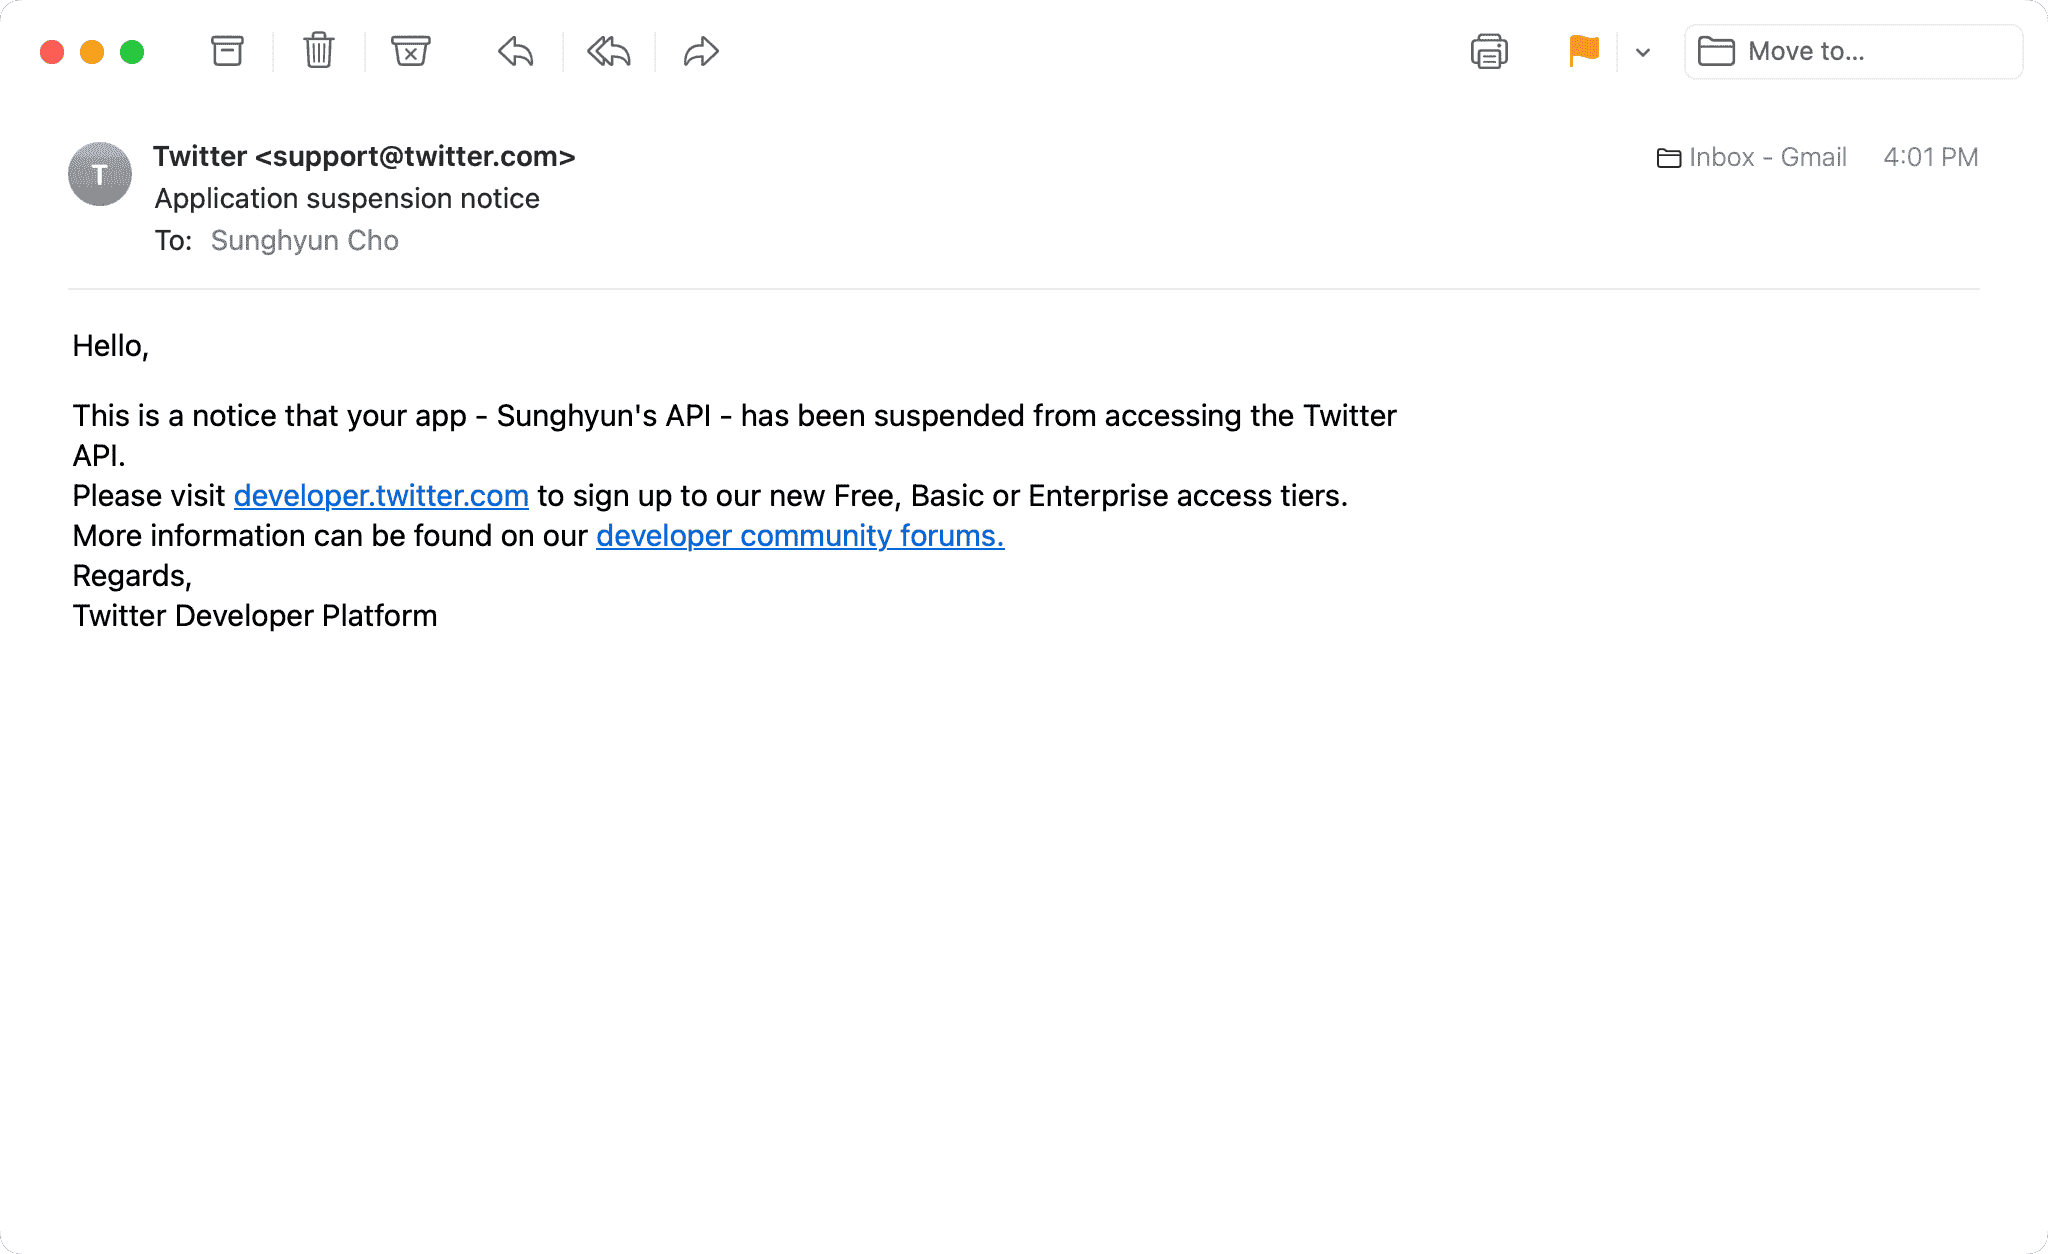 Move to...
T
Twitter <support@twitter.com>
Inbox - Gmail 4:01 PM
Application suspension notice
To: Sunghyun Cho
Hello,
This is a notice that your app - Sunghyun's API - has been suspended from accessing the Twitter
API.
Please visit developer.twitter.com to sign up to our new Free, Basic or Enterprise access tiers.
More information can be found on our developer community forums.
Regards,
Twitter Developer Platform